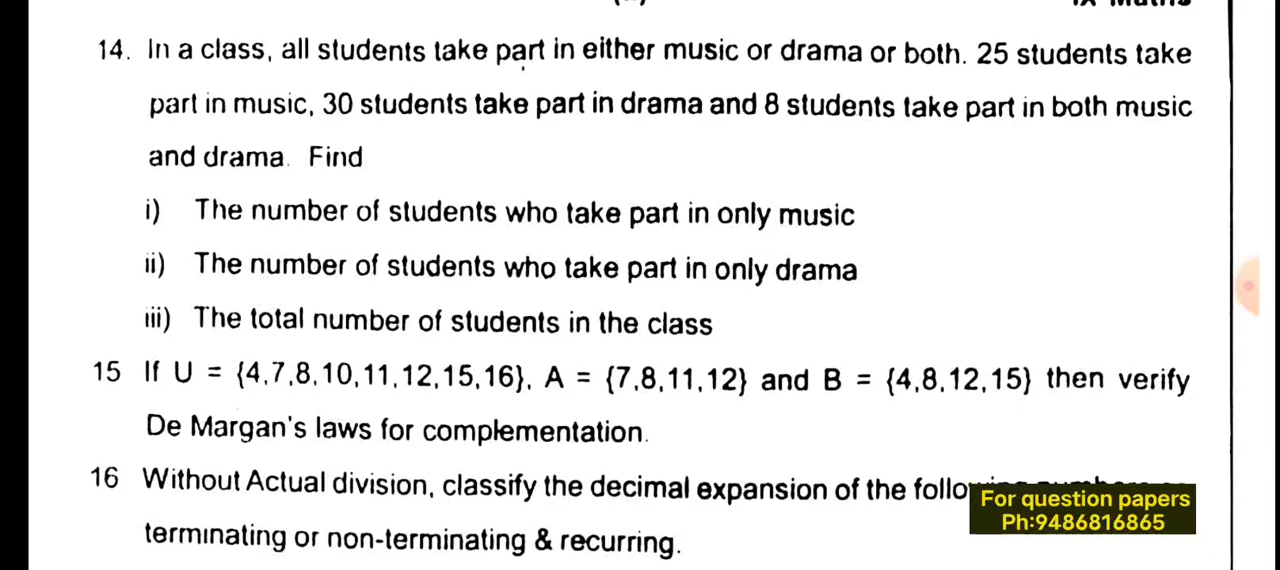 14. In a class, all students take part in either music or drama or both. 25 students take
part in music, 30 students take part in drama and 8 students take part in both music
and drama. Find
i) The number of students who take part in only music
ii) The number of students who take part in only drama
iii) The total number of students in the class
15 If U = {4,7,8,10,11,12,15,16}, A = {7,8,11,12} and B = {4,8,12,15} then verify
De Margan's laws for complementation.
16 Without Actual division, classify the decimal expansion of the
For question papers
Ph:9486816865
terminating or non-terminating & recurring.